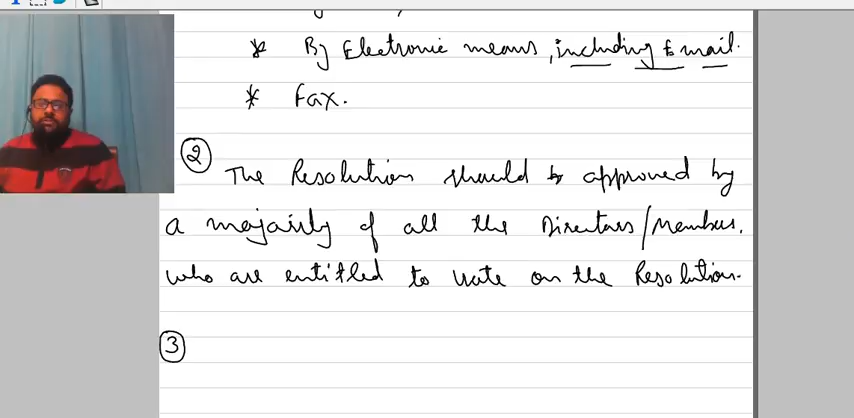 * By Electronic means, including Email.
* Fax.
② The Resolution should be approved by
a majority of all the Directors/Members.
who are entitled to vote on the Resolution.
③